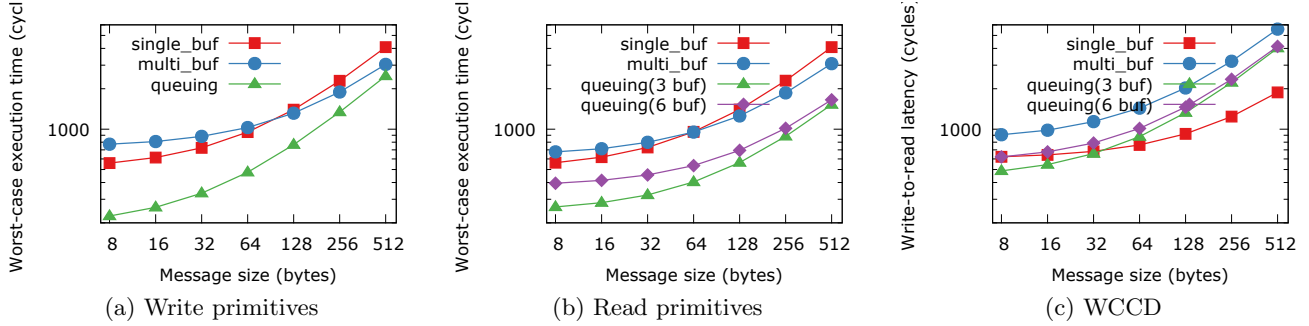 Worst-case execution time (cycl
single_buf
multi_buf
queuing
1000
8 16 32 64 128 256 512
Message size (bytes)
(a) Write primitives
Worst-case execution time (cycl
single_buf
multi_buf
queuing(3 buf)
queuing(6 buf)
1000
8 16 32 64 128 256 512
Message size (bytes)
(b) Read primitives
Write-to-read latency (cycles)
single_buf
multi_buf
queuing(3 buf)
queuing(6 buf)
1000
8 16 32 64 128 256 512
Message size (bytes)
(c) WCCD